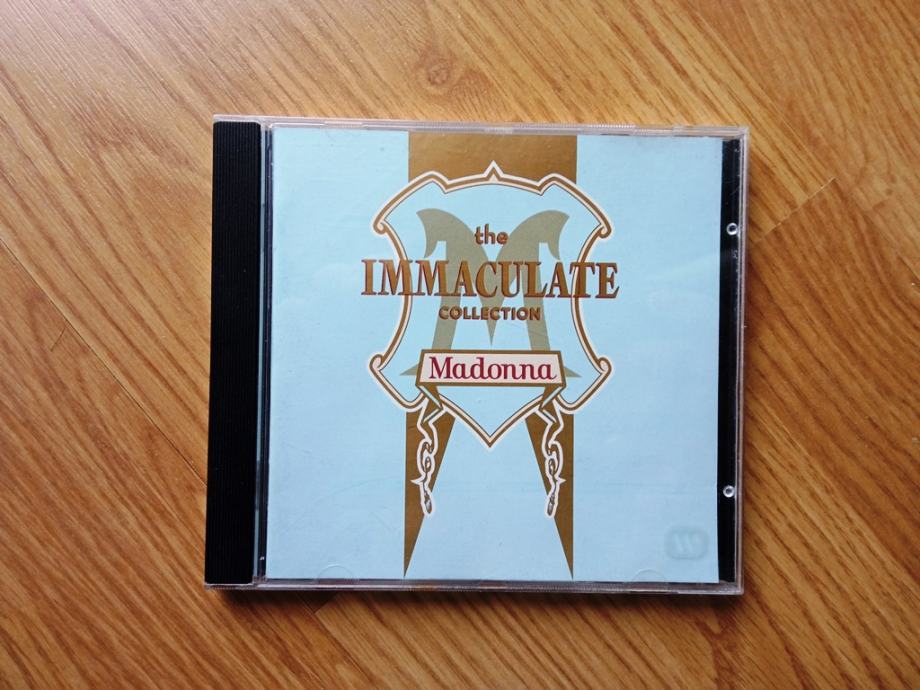 the
IMMACULATE
COLLECTION
Madonna